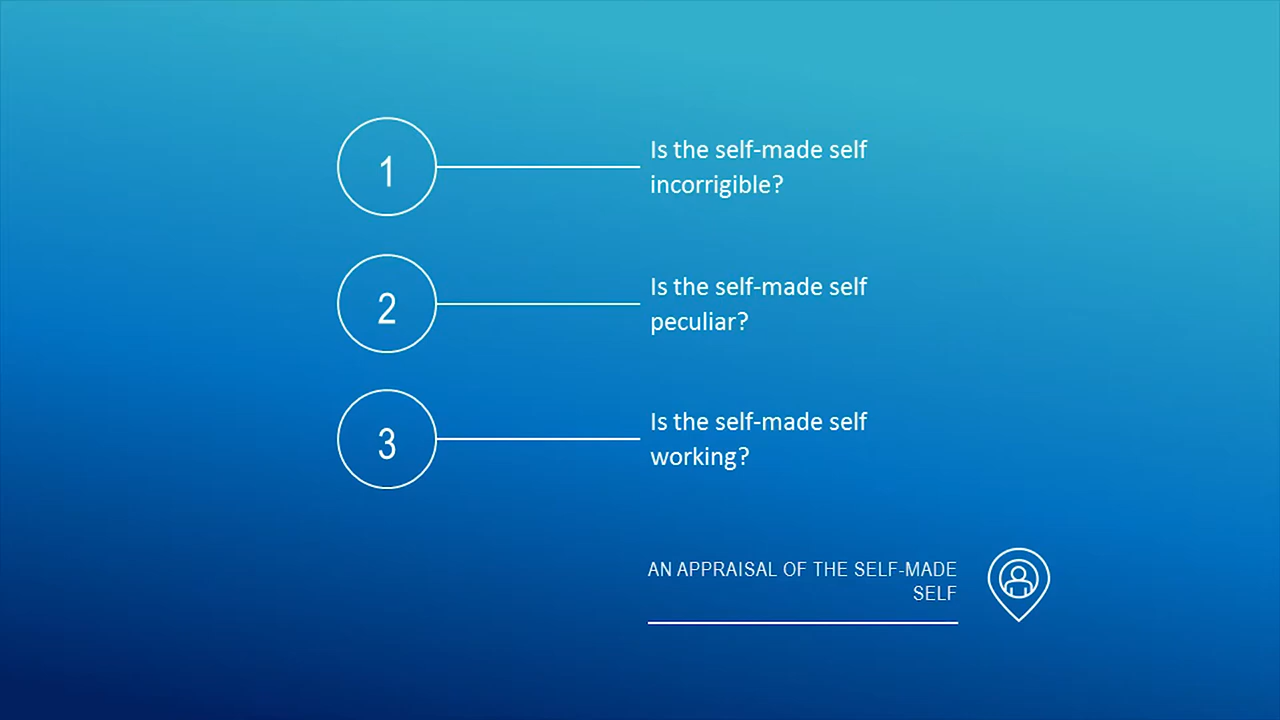 1
Is the self-made self
incorrigible?
2
Is the self-made self
peculiar?
3
Is the self-made self
working?
AN APPRAISAL OF THE SELF-MADE
SELF